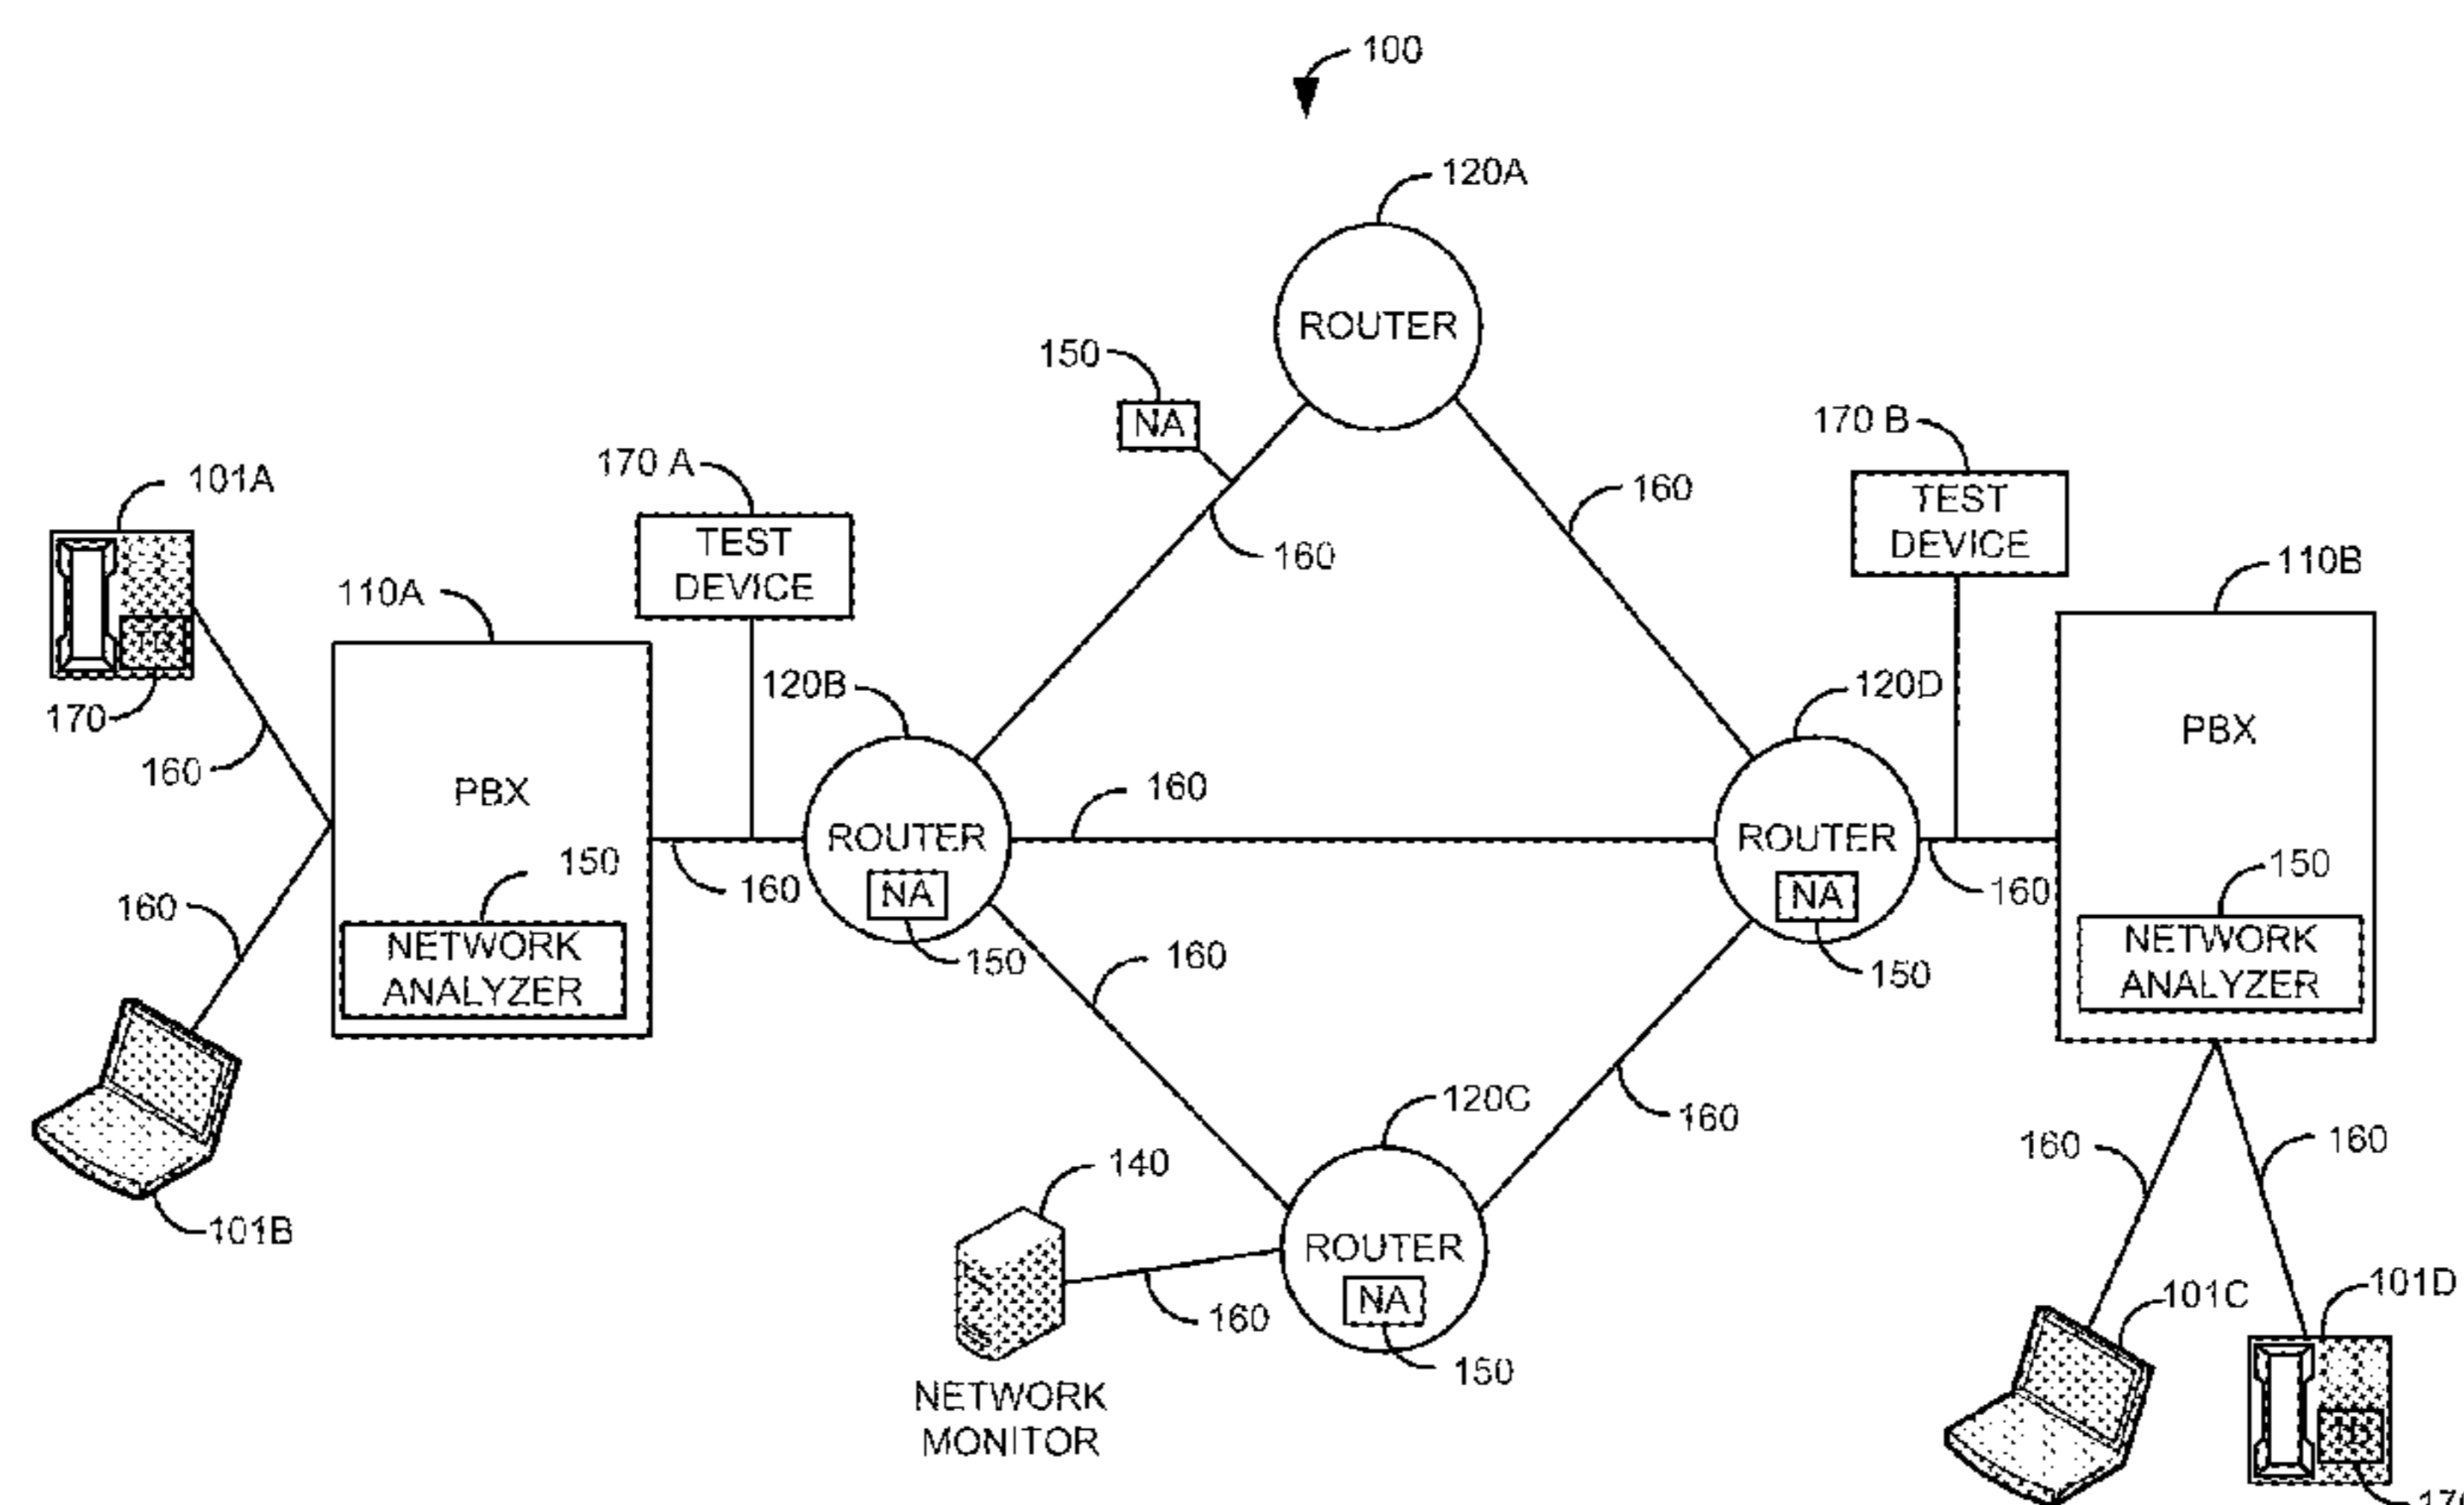 100
120A
ROUTER
150
NA
170 B
TEST
DEVICE
160
170 A
TEST
DEVICE
101A
160
110B
110A
170
120B
120D
PBX
160
PBX
160
ROUTER
NA
ROUTER
NA
150
NETWORK
ANALYZER
160
160
150
NETWORK
ANALYZER
160
150
160
150
101B
120C
160
160
160
140
ROUTER
NA
160
150
NETWORK
MONITOR
101C
101D